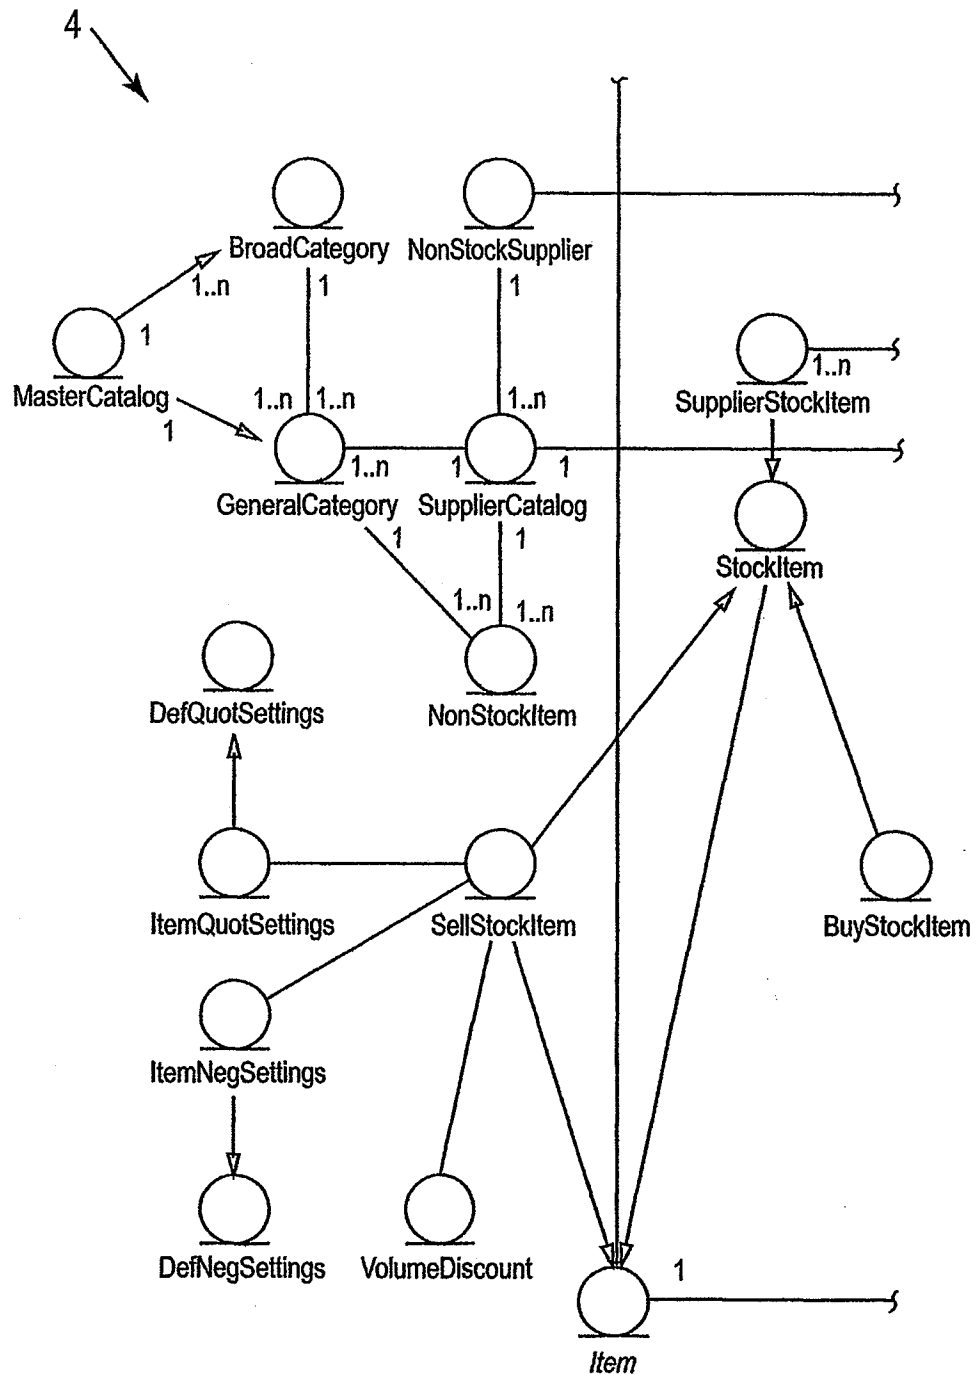 4
BroadCategory
NonStockSupplier
1..n
1
1
1
1..n
MasterCatalog
SupplierStockItem
1
1..n
1..n
1..n
1..n
1
1
GeneralCategory
SupplierCatalog
1
1
StockItem
1..n
1..n
DefQuotSettings
NonStockItem
ItemQuotSettings
SellStockItem
BuyStockItem
ItemNegSettings
DefNegSettings
VolumeDiscount
1
Item